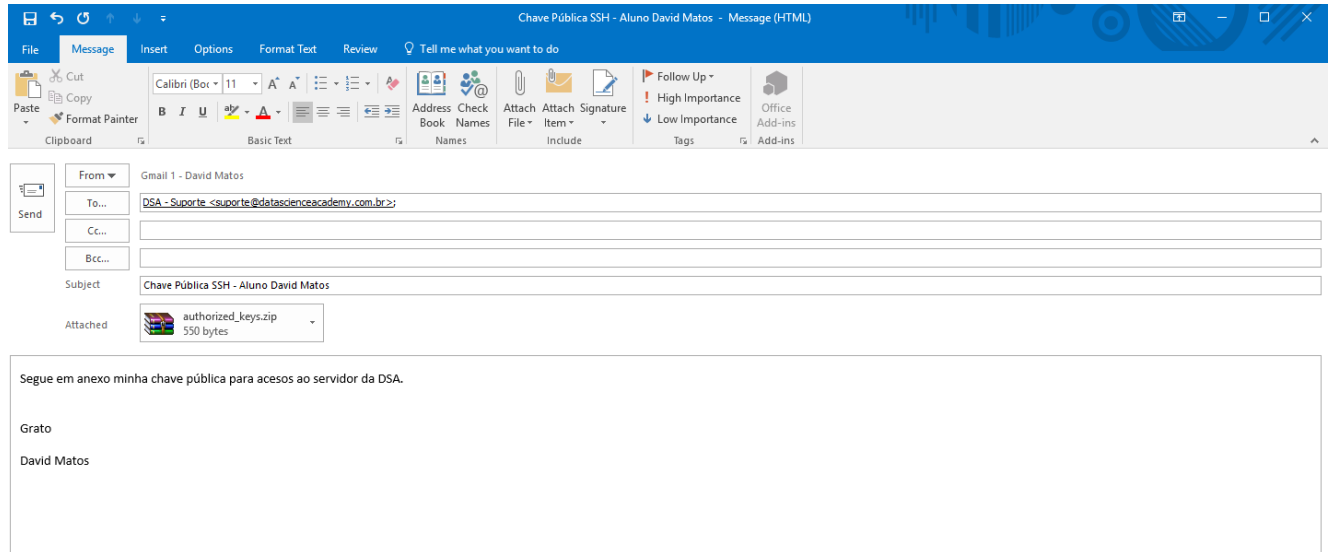 Chave Pública SSH - Aluno David Matos - Message (HTML)
File Message Insert Options Format Text Review Tell me what you want to do
Paste
Cut
Copy
Format Painter
Clipboard
Calibri (Boc 11
B I U
Basic Text
Address Book
Check Names
Names
Attach File
Attach Item
Signature
Include
Follow Up
High Importance
Low Importance
Tags
Office Add-ins
Add-ins
Send
From Gmail 1 - David Matos
To... DSA - Suporte <suporte@datascienceacademy.com.br>;
Cc...
Bcc...
Subject Chave Pública SSH - Aluno David Matos
Attached authorized_keys.zip
550 bytes
Segue em anexo minha chave pública para acesos ao servidor da DSA.
Grato
David Matos